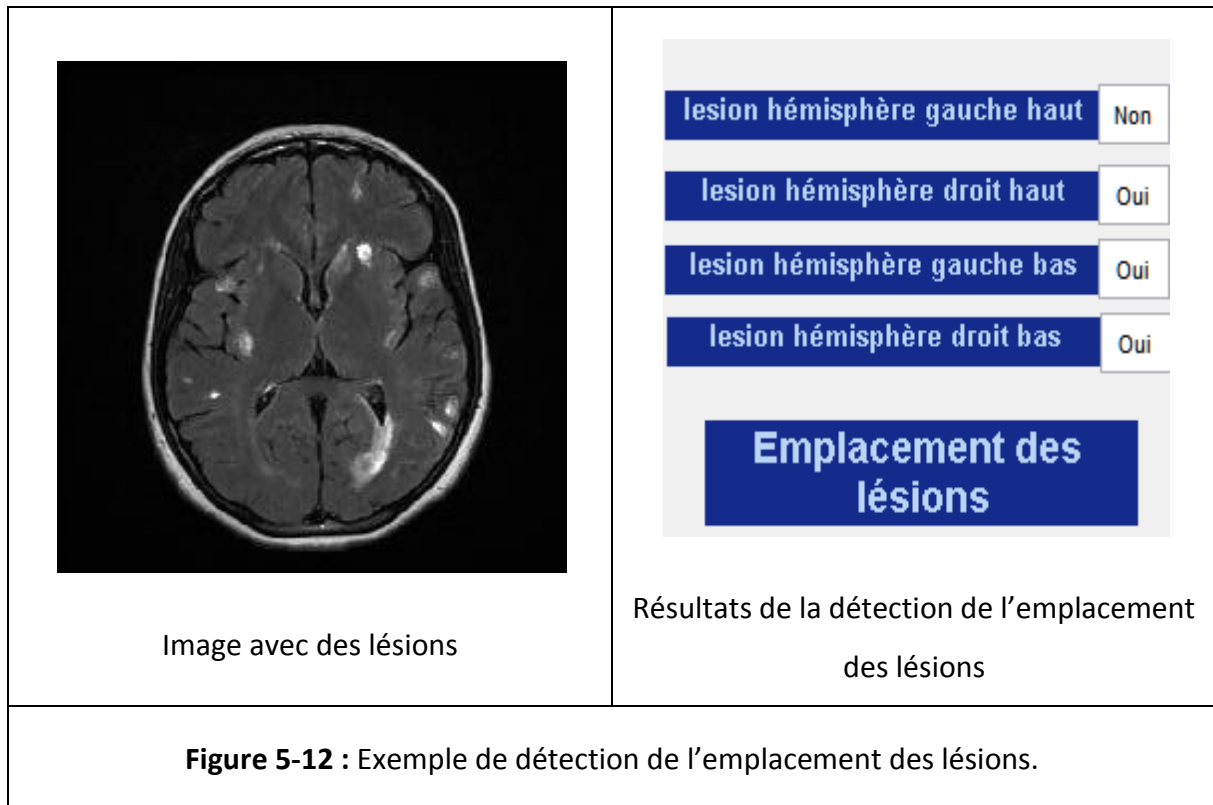 Image avec des lésions
lesion hémisphère gauche haut Non
lesion hémisphère droit haut Oui
lesion hémisphère gauche bas Oui
lesion hémisphère droit bas Oui
Emplacement des
lésions
Résultats de la détection de l’emplacement
des lésions
Figure 5-12 : Exemple de détection de l’emplacement des lésions.